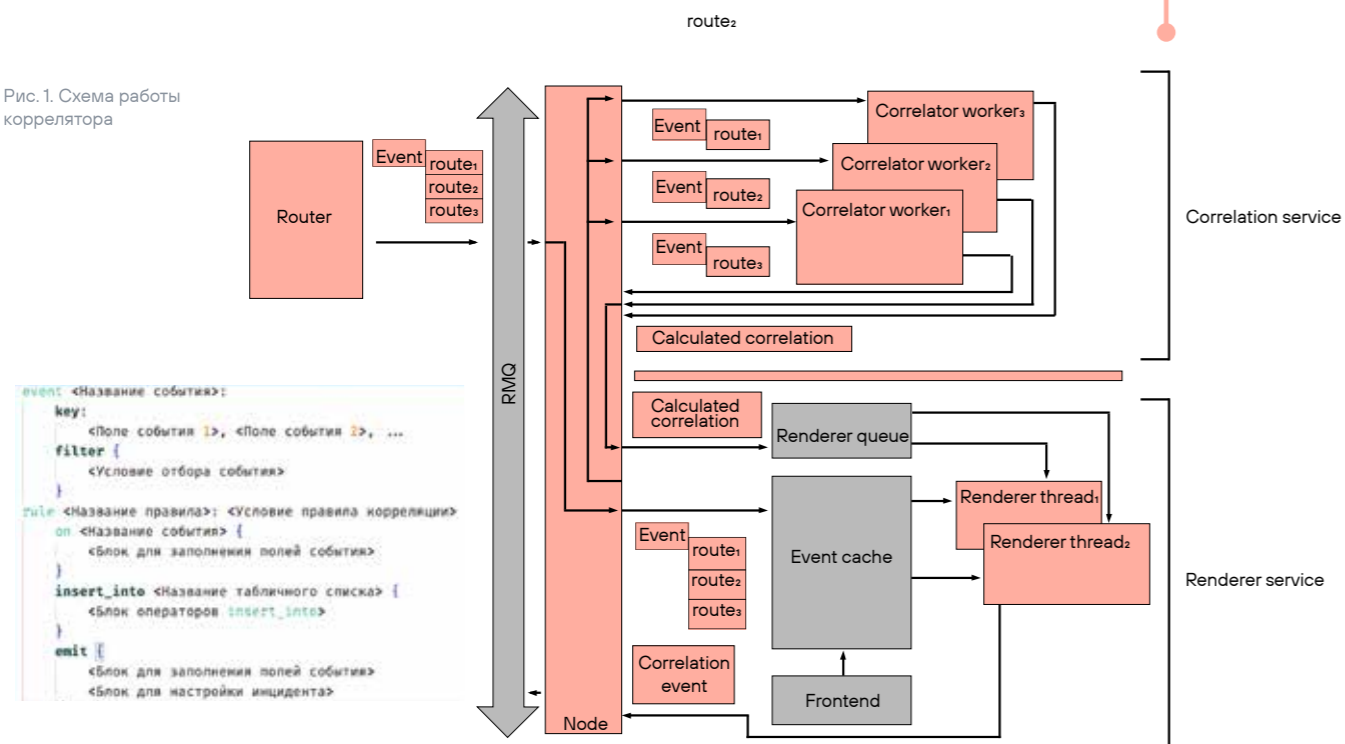 route₂
Рис. 1. Схема работы
коррелятора
Router
Event
route₁
route₂
route₃
RMQ
Node
Event
route₁
Event
route₂
Event
route₃
Correlator worker₃
Correlator worker₂
Correlator worker₁
Correlation service
Calculated correlation
Calculated
correlation
Renderer queue
Renderer thread₁
Renderer thread₂
Event cache
Renderer service
Event
route₁
route₂
route₃
Correlation
event
Frontend
event <Название события>:
key:
<Поле события 1>, <Поле события 2>, ...
filter {
<Условие отбора события>
}
rule <Название правила>: <Условие правила корреляции>
on <Название события> {
<Блок для заполнения полей события>
}
insert_into <Название табличного списка> {
<Блок операторов insert_into>
}
emit {
<Блок для заполнения полей события>
<Блок для настройки инцидента>